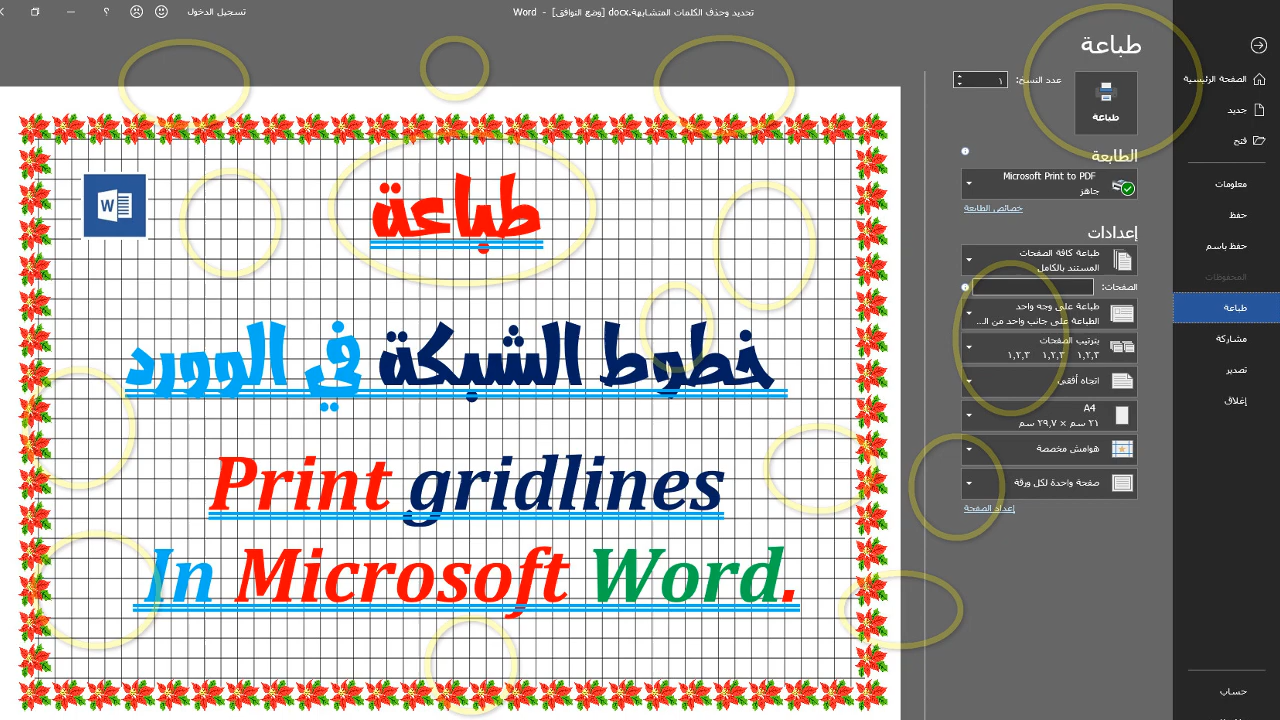 تحديد وحذف الكلمات المتشابهة.docx [وضع التوافق] - Word
تسجيل الدخول
?
طباعة
عدد النسخ: ١
طباعة
الطابعة
Microsoft Print to PDF
جاهز
خصائص الطابعة
إعدادات
طباعة كافة الصفحات
المستند بالكامل
الصفحات:
طباعة على وجه واحد
الطباعة على جانب واحد من الـ...
بترتيب الصفحات
١,٢,٣ ١,٢,٣ ١,٢,٣
اتجاه أفقي
A4
٢١ سم × ٢٩,٧ سم
هوامش مخصصة
صفحة واحدة لكل ورقة
إعداد الصفحة
الصفحة الرئيسية
جديد
فتح
معلومات
حفظ
حفظ باسم
المحفوظات
طباعة
مشاركة
تصدير
إغلاق
حساب
W
طباعة
خطوط الشبكة في الوورد
Print gridlines
In Microsoft Word.